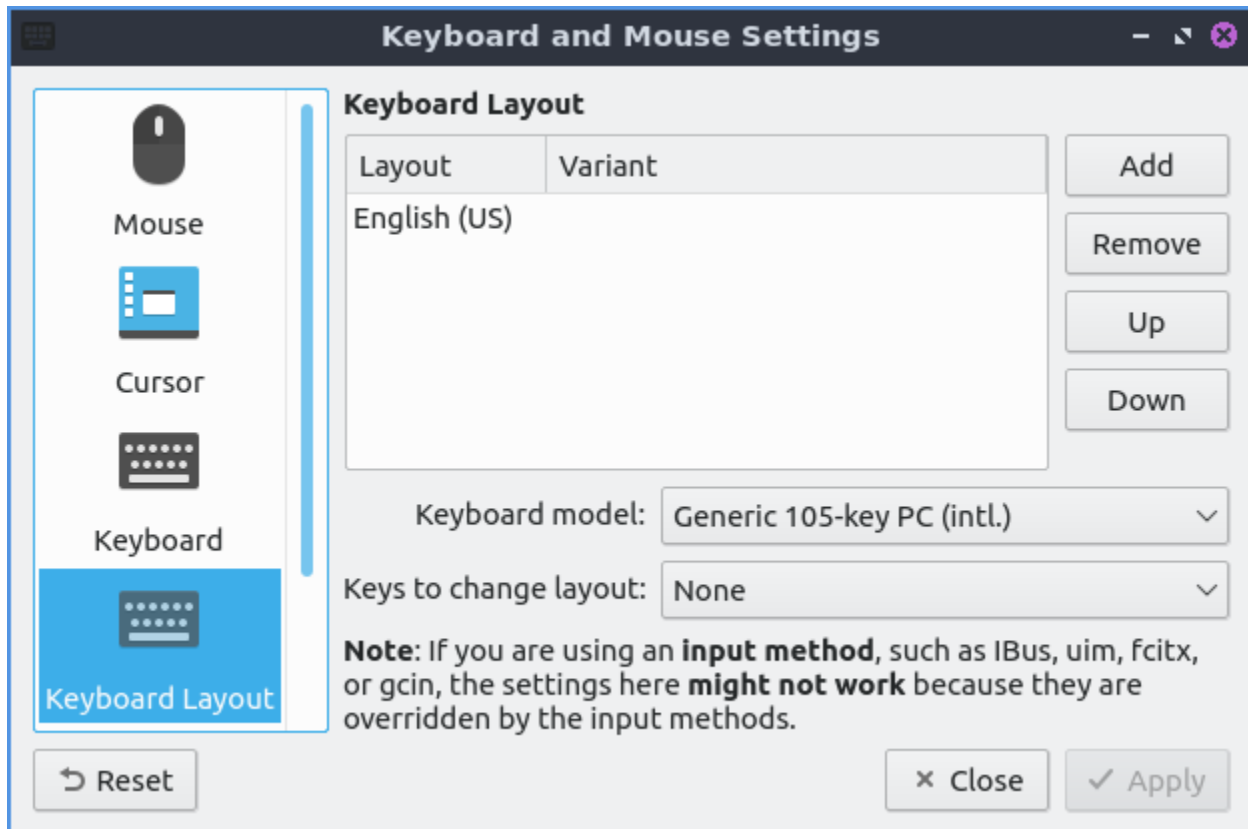 Keyboard and Mouse Settings
Mouse
Cursor
Keyboard
Keyboard Layout
Keyboard Layout
Layout Variant
English (US)
Add
Remove
Up
Down
Keyboard model: Generic 105-key PC (intl.)
Keys to change layout: None
Note: If you are using an input method, such as IBus, uim, fcitx,
or gcin, the settings here might not work because they are
overridden by the input methods.
Reset
Close
Apply